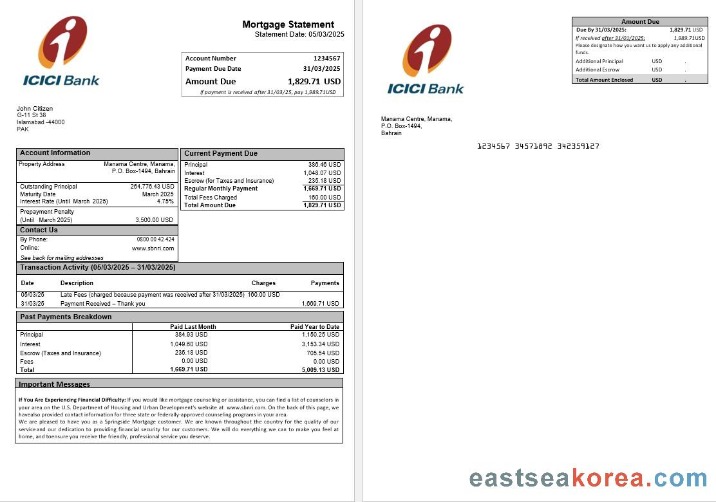 ICICI Bank
Mortgage Statement
Statement Date: 05/03/2025
Account Number 1234567
Payment Due Date 31/03/2025
Amount Due 1,829.71 USD
If payment is received after 31/03/25, pay 1,989.71USD
John Citizen
G-11 St 38
Islamabad -44000
PAK
Account Information
Property Address Manama Centre, Manama,
P.O. Box-1494, Bahrain
Outstanding Principal 264,776.43 USD
Maturity Date March 2025
Interest Rate (Until March 2025) 4.75%
Prepayment Penalty
(Until March 2025) 3,500.00 USD
Contact Us
By Phone: 0800 00 42 424
Online: www.sbnri.com
See back for mailing addresses
Current Payment Due
Principal 386.46 USD
Interest 1,048.07 USD
Escrow (for Taxes and Insurance) 235.18 USD
Regular Monthly Payment 1,669.71 USD
Total Fees Charged 160.00 USD
Total Amount Due 1,829.71 USD
Transaction Activity (05/03/2025 – 31/03/2025)
Date Description Charges Payments
05/03/25 Late Fees (charged because payment was received after 31/03/2025) 160.00 USD
31/03/25 Payment Received – Thank you 1,669.71 USD
Past Payments Breakdown
Paid Last Month Paid Year to Date
Principal 384.93 USD 1,150.25 USD
Interest 1,049.60 USD 3,153.34 USD
Escrow (Taxes and Insurance) 235.18 USD 705.54 USD
Fees 0.00 USD 0.00 USD
Total 1,669.71 USD 5,009.13 USD
Important Messages
If You Are Experiencing Financial Difficulty: If you would like mortgage counseling or assistance, you can find a list of counselors in
your area on the U.S. Department of Housing and Urban Development's website at: www.sbnri.com. On the back of this page, we
have also provided contact information for three state or federally-approved counseling programs in your area.
We are pleased to have you as a Springside Mortgage customer. We are known throughout the country for the quality of our
service and our dedication to providing financial security for our customers. We will do everything we can to make you feel at
home, and to ensure you receive the friendly, professional service you deserve.
ICICI Bank
Amount Due
Due By 31/03/2025: 1,829.71 USD
If received after 31/03/2025: 1,989.71USD
Please designate how you want us to apply any additional
funds.
Additional Principal USD .
Additional Escrow USD .
Total Amount Enclosed USD .
Manama Centre, Manama,
P.O. Box-1494,
Bahrain
1234567 34571892 342359127
eastseakorea.com